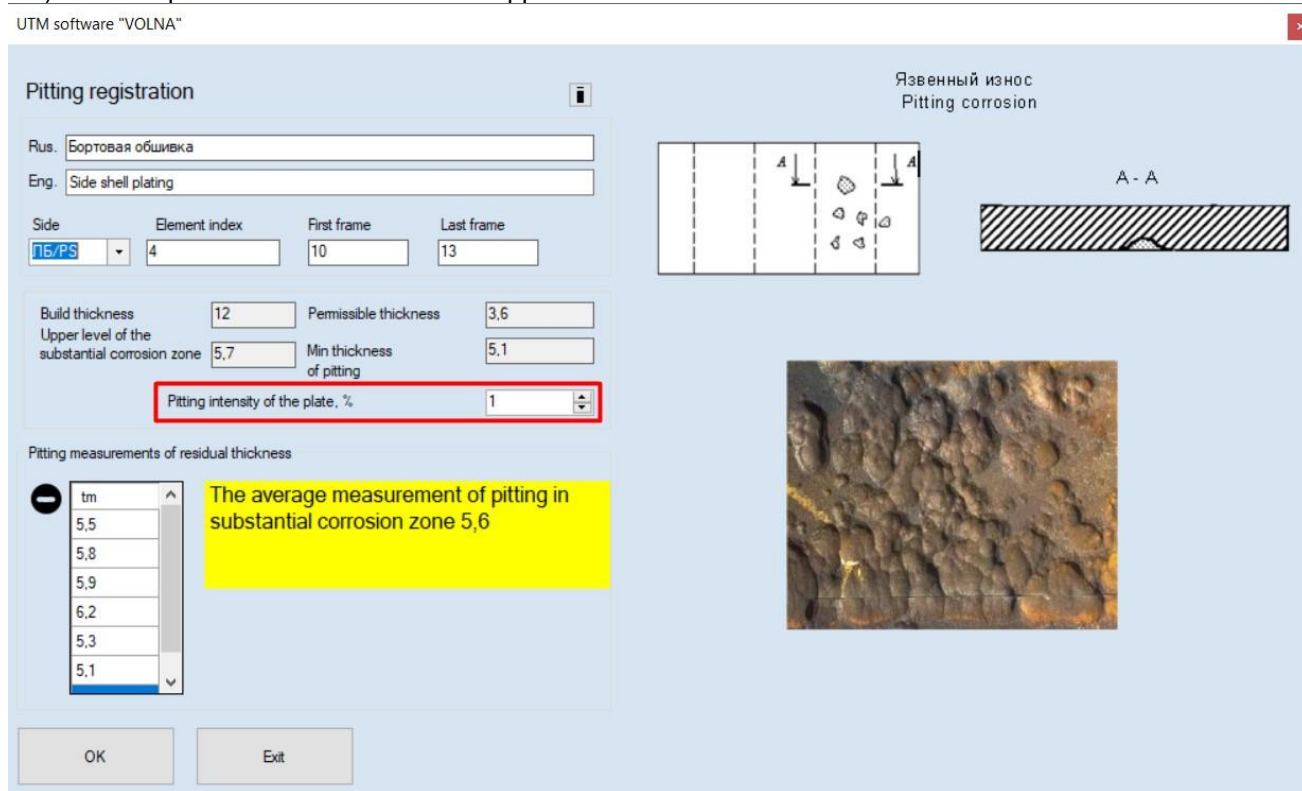 UTM software "VOLNA"
Pitting registration
Rus. Бортовая обшивка
Eng. Side shell plating
Side Element index First frame Last frame
ПБ/PS 4 10 13
Build thickness 12 Permissible thickness 3,6
Upper level of the
substantial corrosion zone 5,7 Min thickness 5,1
of pitting
Pitting intensity of the plate, % 1
Pitting measurements of residual thickness
tm
5,5
5,8
5,9
6,2
5,3
5,1
The average measurement of pitting in
substantial corrosion zone 5,6
OK Exit
Язвенный износ
Pitting corrosion
A A
A - A